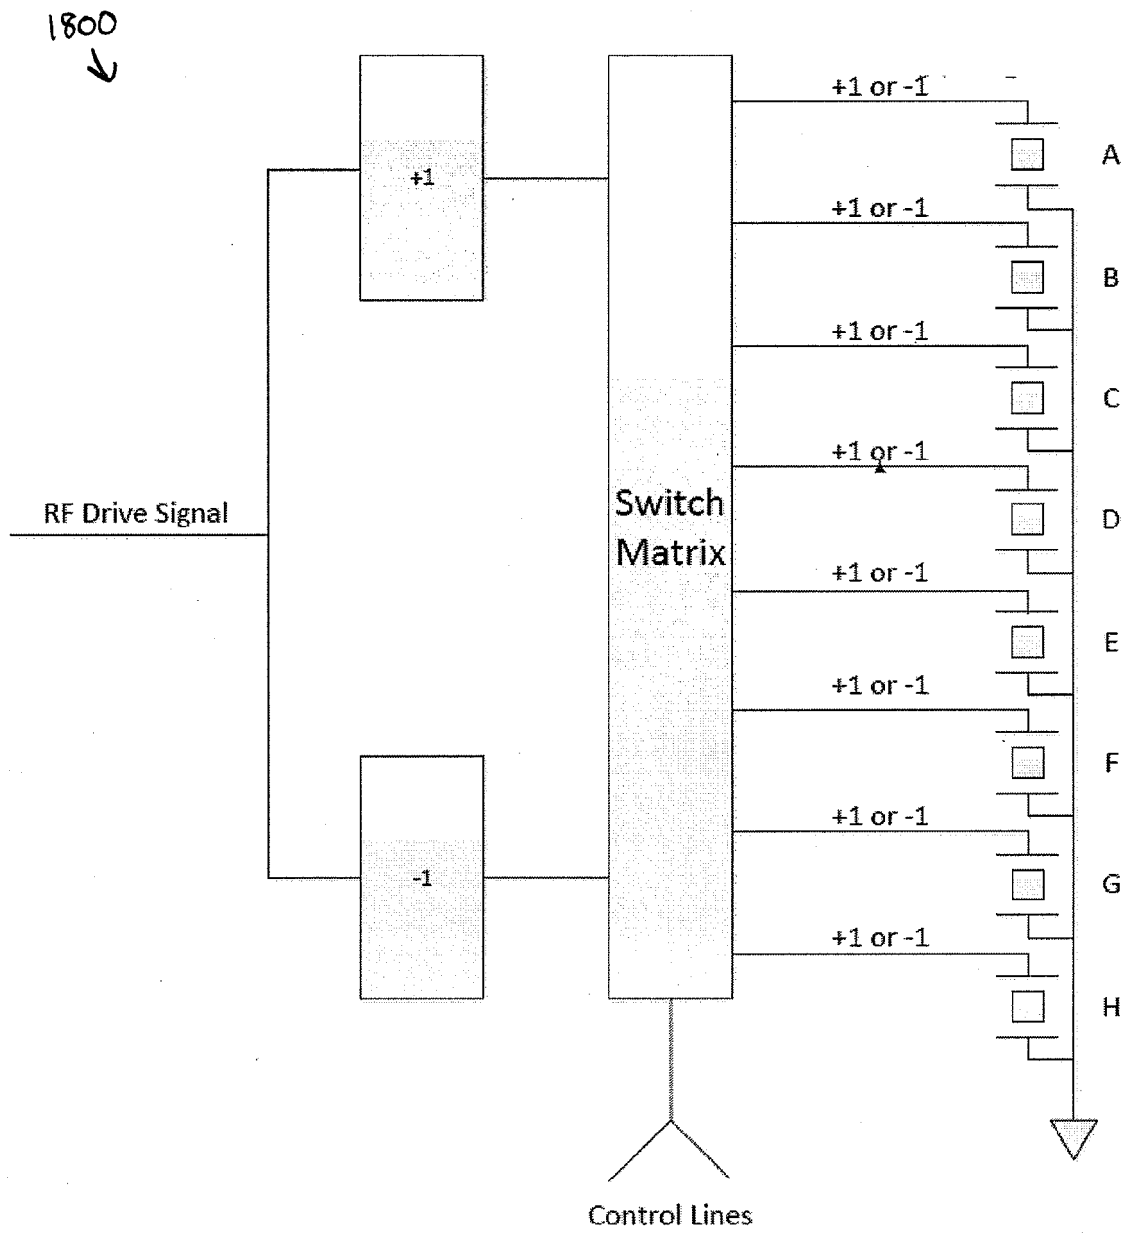 1800
+1
-1
RF Drive Signal
Switch
Matrix
Control Lines
+1 or -1
A
+1 or -1
B
+1 or -1
C
+1 or -1
D
+1 or -1
E
+1 or -1
F
+1 or -1
G
+1 or -1
H